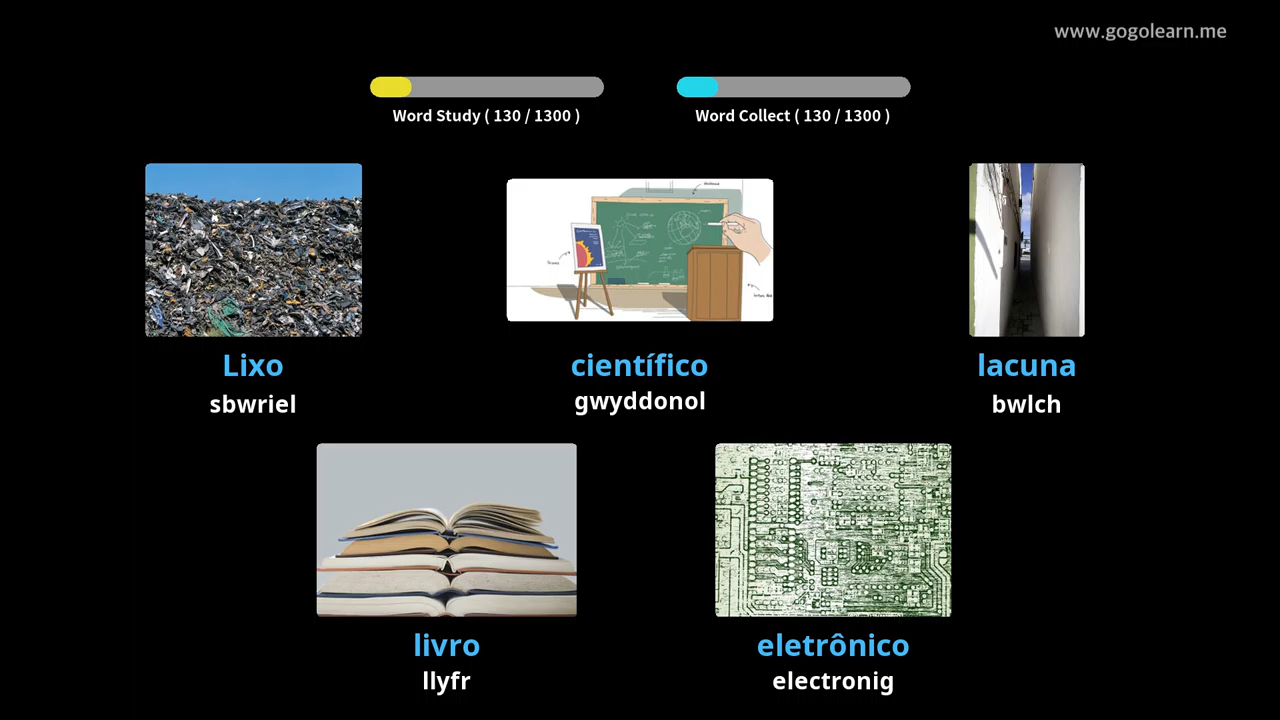 www.gogolearn.me
Word Study ( 130 / 1300 )
Word Collect ( 130 / 1300 )
Lixo
sbwriel
científico
gwyddonol
lacuna
bwlch
livro
llyfr
eletrônico
electronig